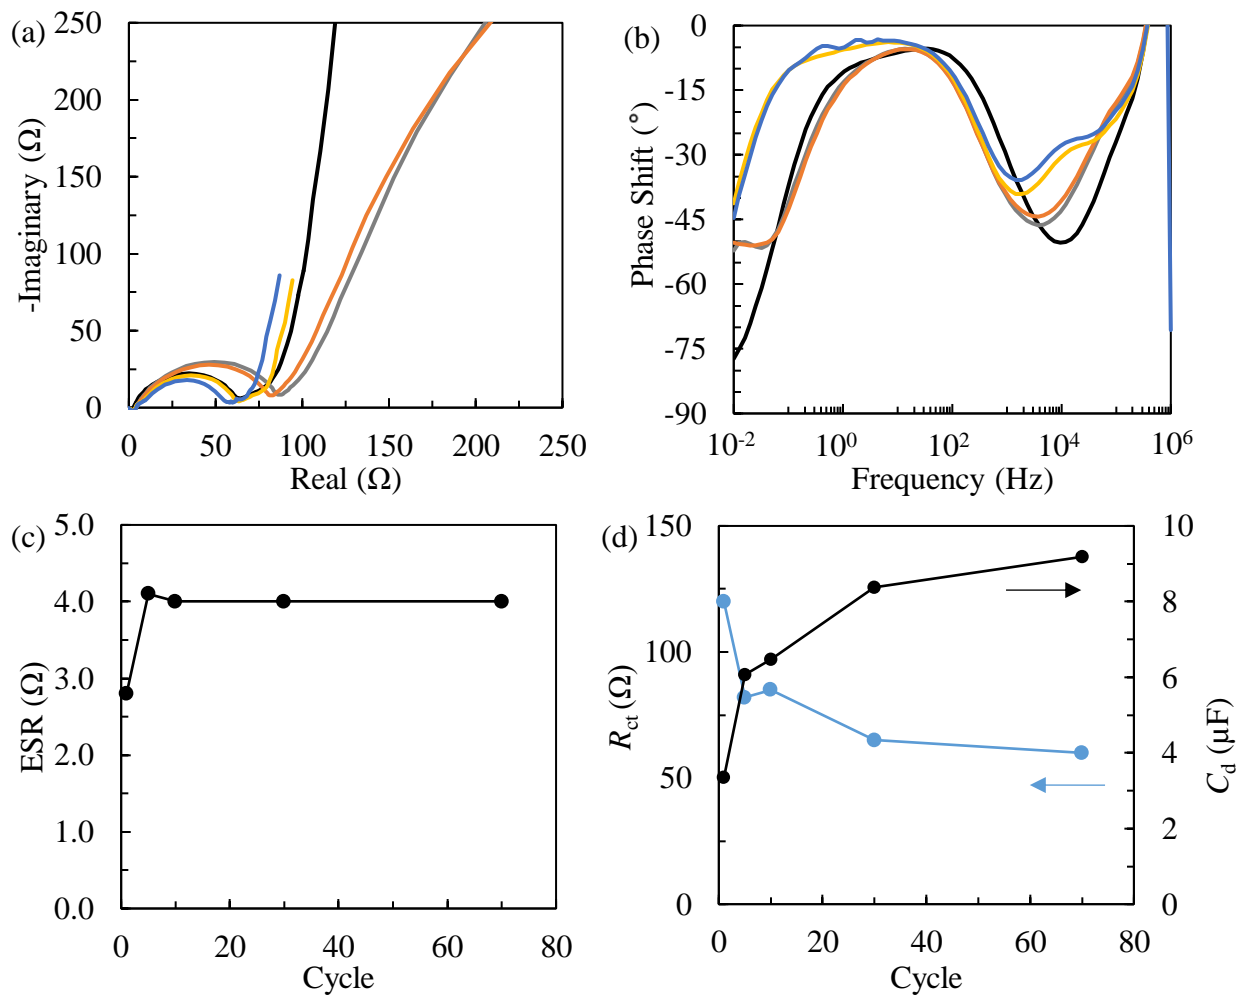 (a)
250
200
150
100
50
0
-Imaginary (Ω)
0 50 100 150 200 250
Real (Ω)
(b)
0
-15
-30
-45
-60
-75
-90
Phase Shift (°)
10-2 100 102 104 106
Frequency (Hz)
(c)
5.0
4.0
3.0
2.0
1.0
0.0
ESR (Ω)
0 20 40 60 80
Cycle
(d)
150
100
50
0
Rct (Ω)
10
8
6
4
2
0
Cd (μF)
0 20 40 60 80
Cycle